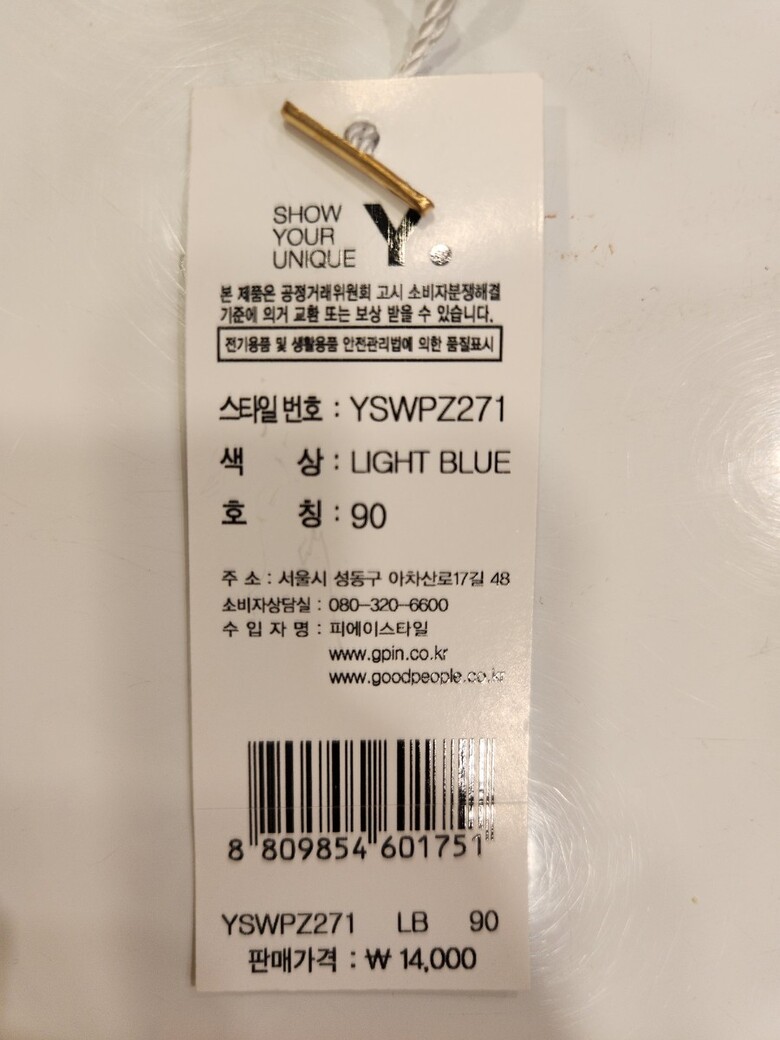 SHOW
YOUR
UNIQUE
Y.
본 제품은 공정거래위원회 고시 소비자분쟁해결
기준에 의거 교환 또는 보상 받을 수 있습니다.
전기용품 및 생활용품 안전관리법에 의한 품질표시
스타일번호 : YSWPZ271
색 상 : LIGHT BLUE
호 칭 : 90
주 소 : 서울시 성동구 아차산로17길 48
소비자상담실 : 080-320-6600
수 입 자 명 : 피에이스타일
www.gpin.co.kr
www.goodpeople.co.kr
8 809854 601751
YSWPZ271 LB 90
판매가격 : ₩ 14,000